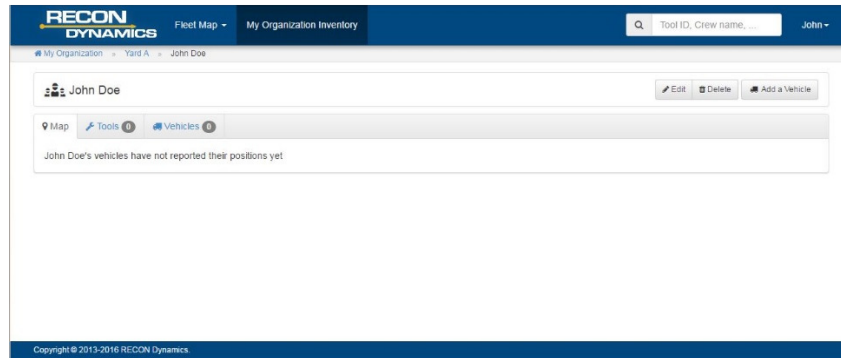 RECON
DYNAMICS
Fleet Map
My Organization Inventory
Tool ID, Crew name, ...
John
My Organization » Yard A » John Doe
John Doe
Edit
Delete
Add a Vehicle
Map
Tools 0
Vehicles 0
John Doe's vehicles have not reported their positions yet
Copyright © 2013-2016 RECON Dynamics.